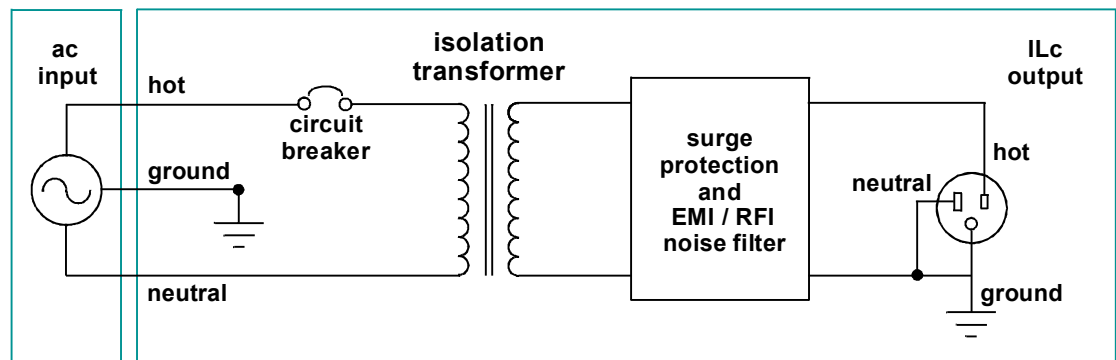 ac
input
hot
ground
neutral
circuit
breaker
isolation
transformer
surge
protection
and
EMI / RFI
noise filter
ILc
output
hot
neutral
ground